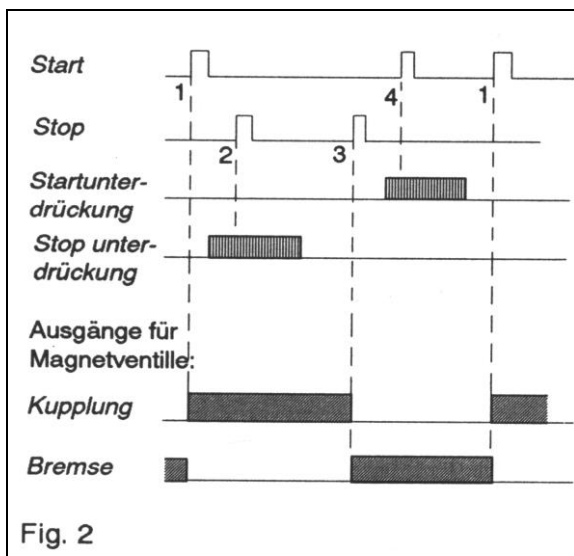 Start
1 4 1
Stop
2 3
Startunter-
drückung
Stop unter-
drückung
Ausgänge für
Magnetventille:
Kupplung
Bremse
Fig. 2